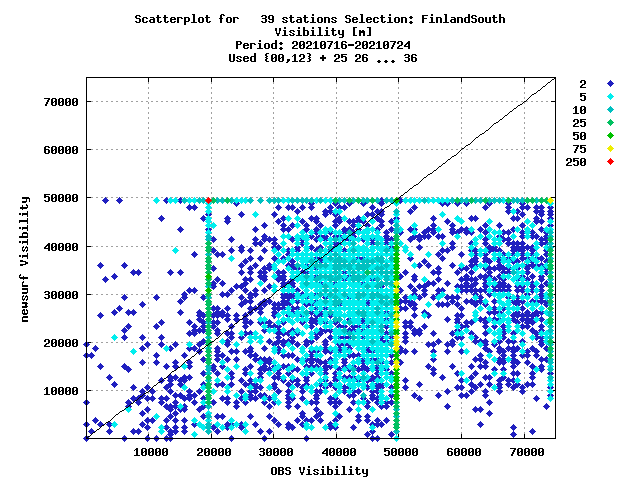 Scatterplot for   39 stations Selection: FinlandSouth
Visibility [m]
Period: 20210716-20210724
Used {00,12} + 25 26 ... 36
2
5
10
25
50
75
250
70000
60000
50000
40000
30000
20000
10000
newsurf Visibility
10000 20000 30000 40000 50000 60000 70000
OBS Visibility